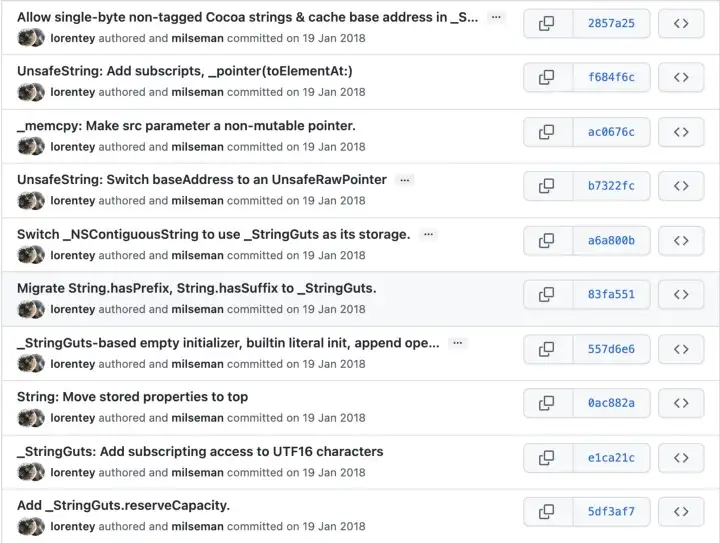 Allow single-byte non-tagged Cocoa strings & cache base address in _S... ...
2857a25
lorentey authored and milseman committed on 19 Jan 2018
UnsafeString: Add subscripts, _pointer(toElementAt:)
f684f6c
lorentey authored and milseman committed on 19 Jan 2018
_memcpy: Make src parameter a non-mutable pointer.
ac0676c
lorentey authored and milseman committed on 19 Jan 2018
UnsafeString: Switch baseAddress to an UnsafeRawPointer ...
b7322fc
lorentey authored and milseman committed on 19 Jan 2018
Switch _NSContiguousString to use _StringGuts as its storage. ...
a6a800b
lorentey authored and milseman committed on 19 Jan 2018
Migrate String.hasPrefix, String.hasSuffix to _StringGuts.
83fa551
lorentey authored and milseman committed on 19 Jan 2018
_StringGuts-based empty initializer, builtin literal init, append ope... ...
557d6e6
lorentey authored and milseman committed on 19 Jan 2018
String: Move stored properties to top
0ac882a
lorentey authored and milseman committed on 19 Jan 2018
_StringGuts: Add subscripting access to UTF16 characters
e1ca21c
lorentey authored and milseman committed on 19 Jan 2018
Add _StringGuts.reserveCapacity.
5df3af7
lorentey authored and milseman committed on 19 Jan 2018